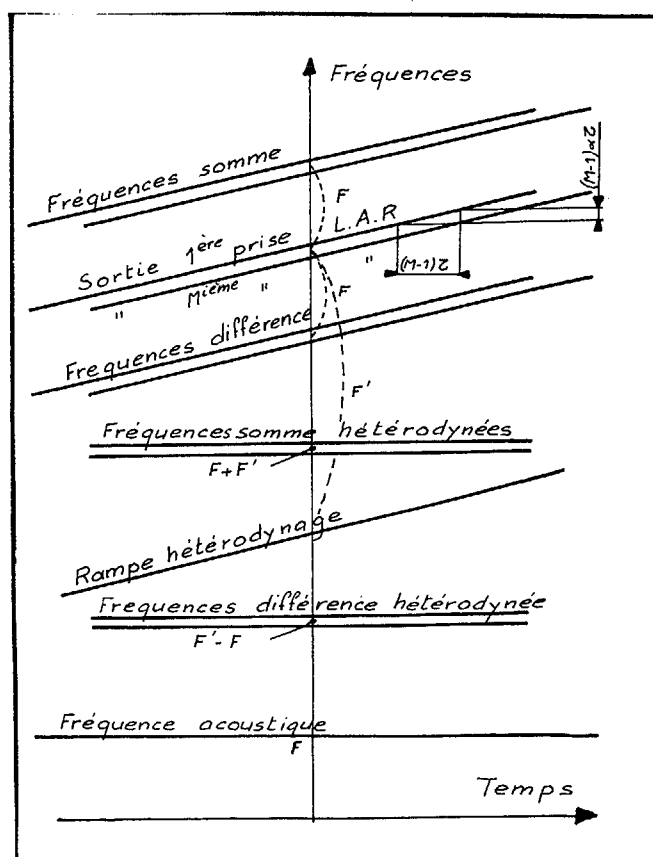 Fréquences
Fréquences somme
F
2α(M-1)
Sortie 1ère prise L.A.R
" Mième " "
(M-1)τ
F
Frequences différence
F'
Fréquences somme hétérodynées
F+F'
Rampe hétérodynage
Frequences différence hétérodynée
F'-F
Fréquence acoustique
F
Temps